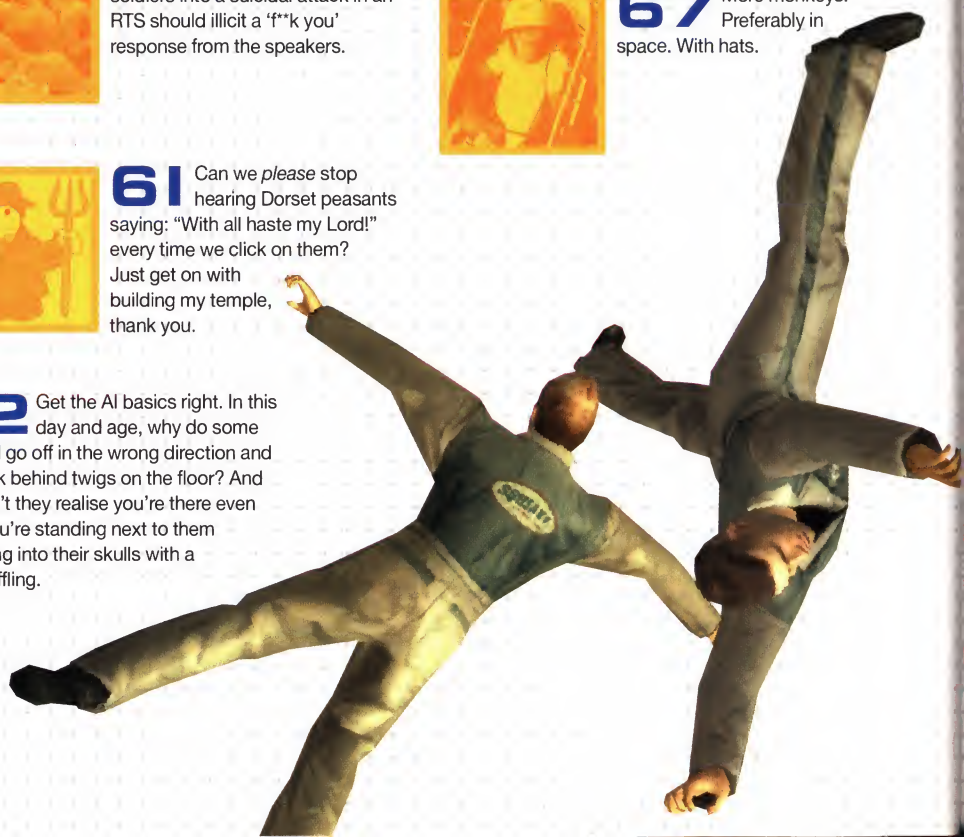 RTS should illicit a ‘f**k you’
response from the speakers.
61 Can we please stop
hearing Dorset peasants
saying: “With all haste my Lord!”
every time we click on them?
Just get on with
building my temple,
thank you.
2 Get the AI basics right. In this
day and age, why do some
go off in the wrong direction and
behind twigs on the floor? And
they realise you’re there even
standing next to them
into their skulls with a
67
Preferably in
space. With hats.